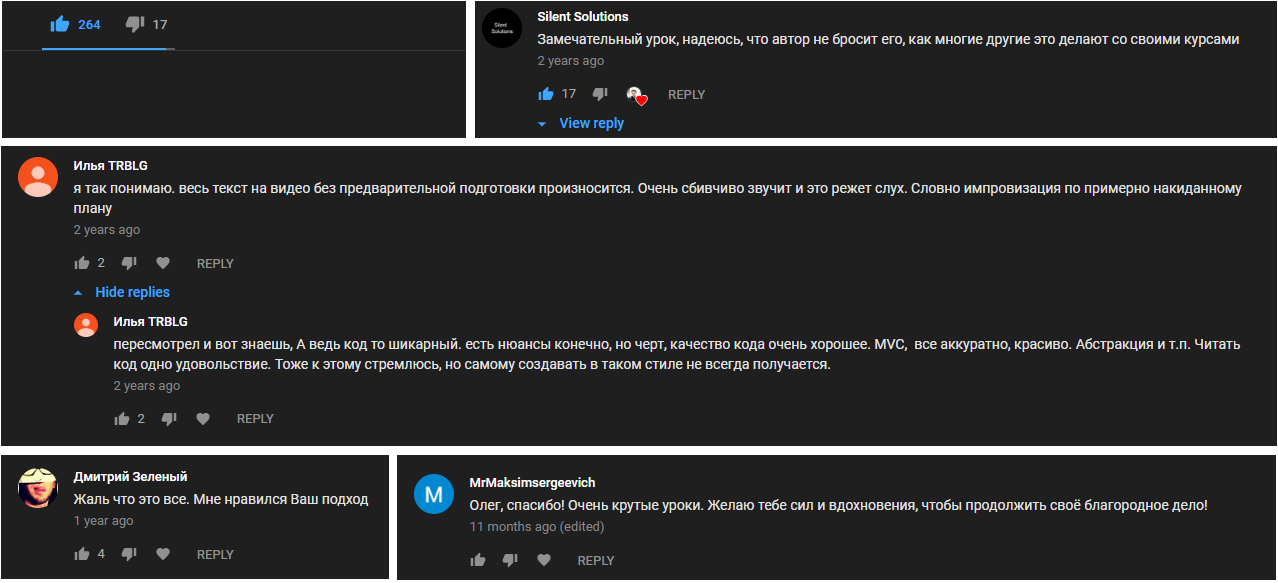 264 17
Silent Solutions
Silent
Solutions
Замечательный урок, надеюсь, что автор не бросит его, как многие другие это делают со своими курсами
2 years ago
17 REPLY
View reply
Илья TRBLG
я так понимаю. весь текст на видео без предварительной подготовки произносится. Очень сбивчиво звучит и это режет слух. Словно импровизация по примерно накиданному
плану
2 years ago
2 REPLY
Hide replies
Илья TRBLG
пересмотрел и вот знаешь, А ведь код то шикарный. есть нюансы конечно, но черт, качество кода очень хорошее. MVC, все аккуратно, красиво. Абстракция и т.п. Читать
код одно удовольствие. Тоже к этому стремлюсь, но самому создавать в таком стиле не всегда получается.
2 years ago
2 REPLY
Дмитрий Зеленый
Жаль что это все. Мне нравился Ваш подход
1 year ago
4 REPLY
M
MrMaksimsergeevich
Олег, спасибо! Очень крутые уроки. Желаю тебе сил и вдохновения, чтобы продолжить своё благородное дело!
11 months ago (edited)
REPLY